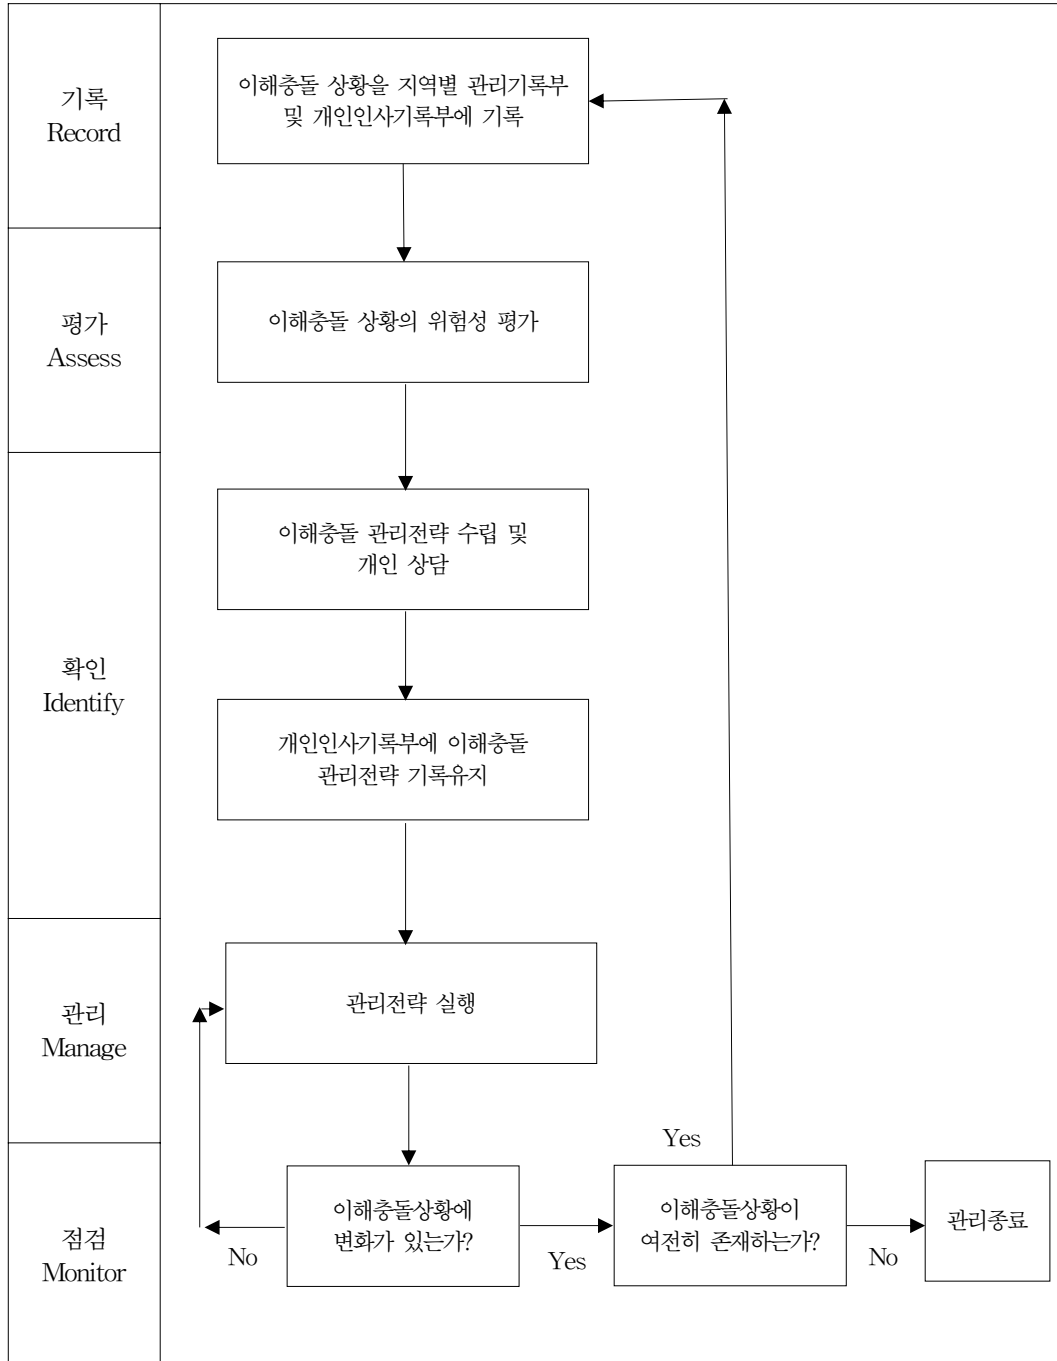 기록
Record
이해충돌 상황을 지역별 관리기록부
및 개인인사기록부에 기록
평가
Assess
이해충돌 상황의 위험성 평가
확인
Identify
이해충돌 관리전략 수립 및
개인 상담
개인인사기록부에 이해충돌
관리전략 기록유지
관리
Manage
관리전략 실행
점검
Monitor
이해충돌상황에
변화가 있는가?
No
Yes
이해충돌상황이
여전히 존재하는가?
Yes
No
관리종료